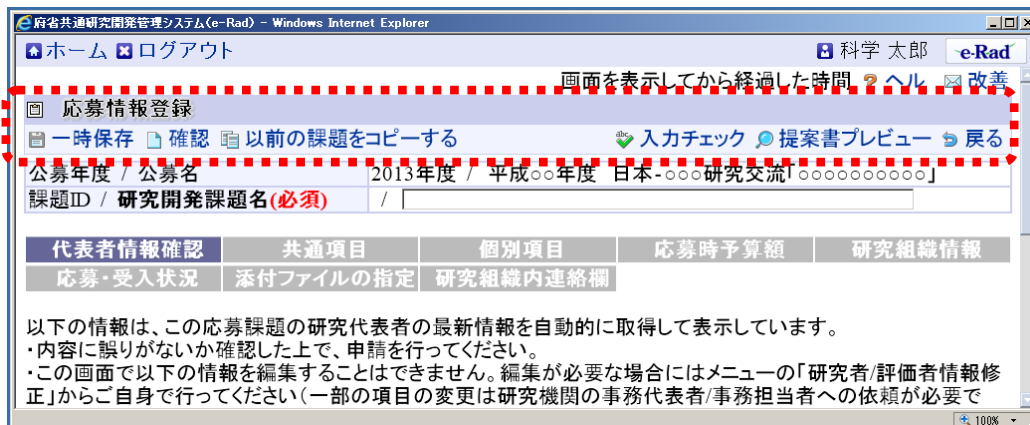 府省共通研究開発管理システム(e-Rad) - Windows Internet Explorer
ホーム ログアウト 科学 太郎 e-Rad
画面を表示してから経過した時間 ? ヘル 改善
応募情報登録
一時保存 確認 以前の課題をコピーする 入力チェック 提案書プレビュー 戻る
公募年度 / 公募名 2013年度 / 平成○○年度 日本-○○○研究交流「○○○○○○○○○○」
課題ID / 研究開発課題名(必須) /
代表者情報確認 共通項目 個別項目 応募時予算額 研究組織情報
応募・受入状況 添付ファイルの指定 研究組織内連絡欄
以下の情報は、この応募課題の研究代表者の最新情報を自動的に取得して表示しています。
・内容に誤りがないか確認した上で、申請を行ってください。
・この画面で以下の情報を編集することはできません。編集が必要な場合にはメニューの「研究者/評価者情報修
正」からご自身で行ってください(一部の項目の変更は研究機関の事務代表者/事務担当者への依頼が必要で
100%